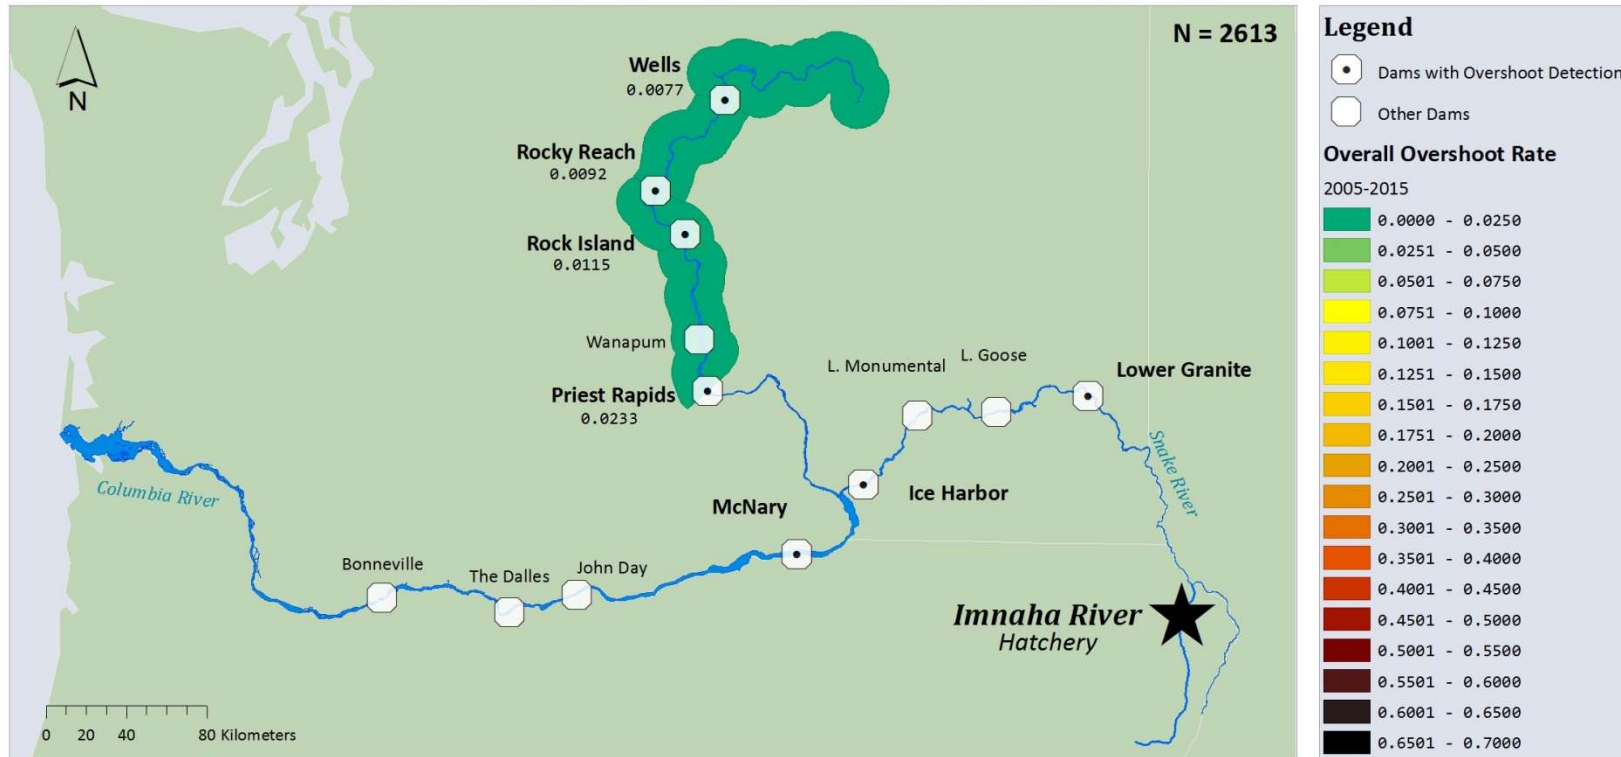 N = 2613
N
Wells
0.0077
Rocky Reach
0.0092
Rock Island
0.0115
Wanapum
Priest Rapids
0.0233
L. Monumental
L. Goose
Lower Granite
Snake River
Columbia River
McNary
Ice Harbor
Bonneville
The Dalles
John Day
Imnaha River
Hatchery
0 20 40 80 Kilometers
Legend
Dams with Overshoot Detection
Other Dams
Overall Overshoot Rate
2005-2015
0.0000 - 0.0250
0.0251 - 0.0500
0.0501 - 0.0750
0.0751 - 0.1000
0.1001 - 0.1250
0.1251 - 0.1500
0.1501 - 0.1750
0.1751 - 0.2000
0.2001 - 0.2500
0.2501 - 0.3000
0.3001 - 0.3500
0.3501 - 0.4000
0.4001 - 0.4500
0.4501 - 0.5000
0.5001 - 0.5500
0.5501 - 0.6000
0.6001 - 0.6500
0.6501 - 0.7000